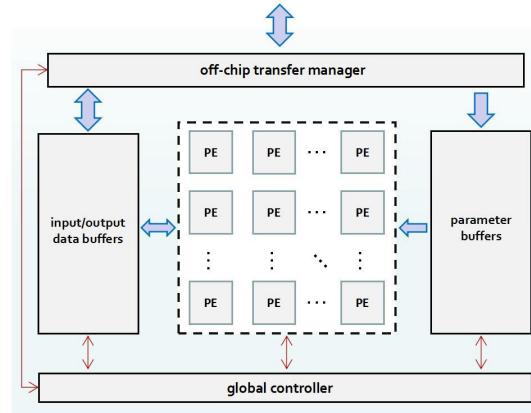 off-chip transfer manager
PE PE ... PE
input/output
data buffers
PE PE ... PE
parameter
buffers
PE PE ... PE
global controller